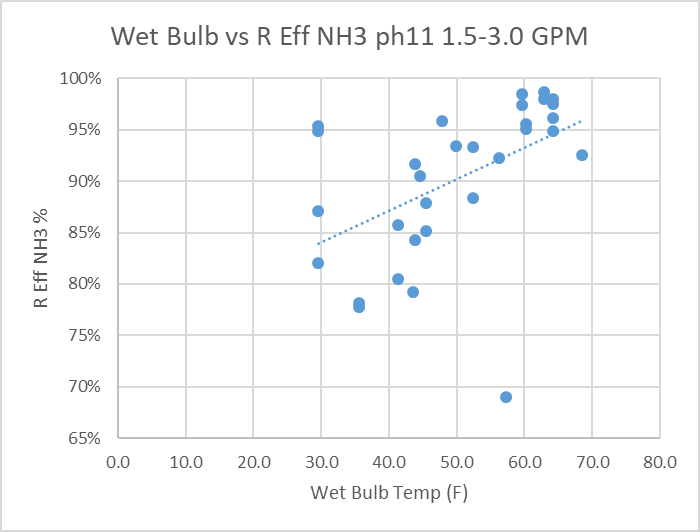 Wet Bulb vs R Eff NH3 ph11 1.5-3.0 GPM
100%
95%
90%
85%
80%
75%
70%
65%
R Eff NH3 %
0.0 10.0 20.0 30.0 40.0 50.0 60.0 70.0 80.0
Wet Bulb Temp (F)